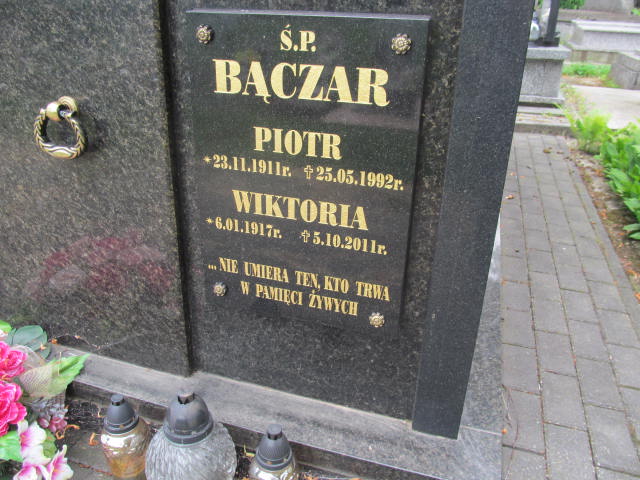 Ś.P.
BĄCZAR
PIOTR
*23.11.1911r. †25.05.1992r.
WIKTORIA
*6.01.1917r. †5.10.2011r.
...NIE UMIERA TEN, KTO TRWA
W PAMIĘCI ŻYWYCH